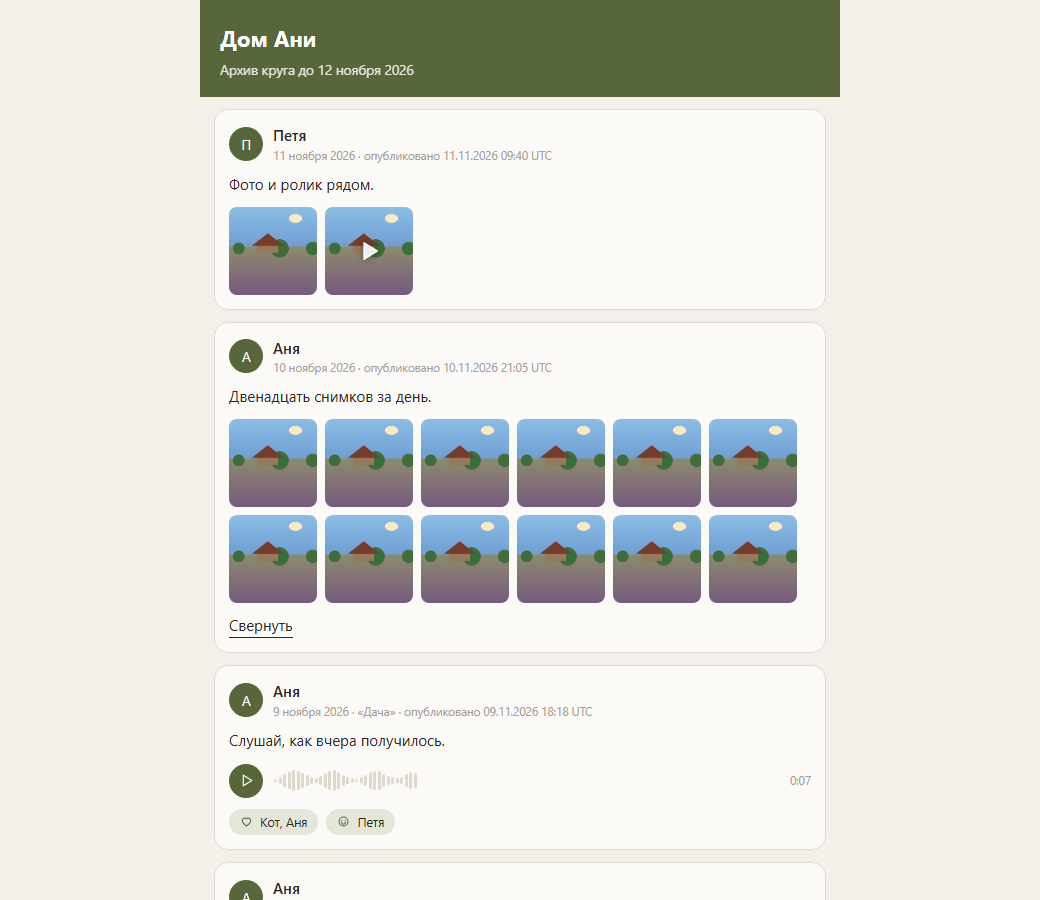 Дом Ани
Архив круга до 12 ноября 2026
П
Петя
11 ноября 2026 · опубликовано 11.11.2026 09:40 UTC
Фото и ролик рядом.
А
Аня
10 ноября 2026 · опубликовано 10.11.2026 21:05 UTC
Двенадцать снимков за день.
Свернуть
А
Аня
9 ноября 2026 · «Дача» · опубликовано 09.11.2026 18:18 UTC
Слушай, как вчера получилось.
0:07
Кот, Аня
Петя
А
Аня